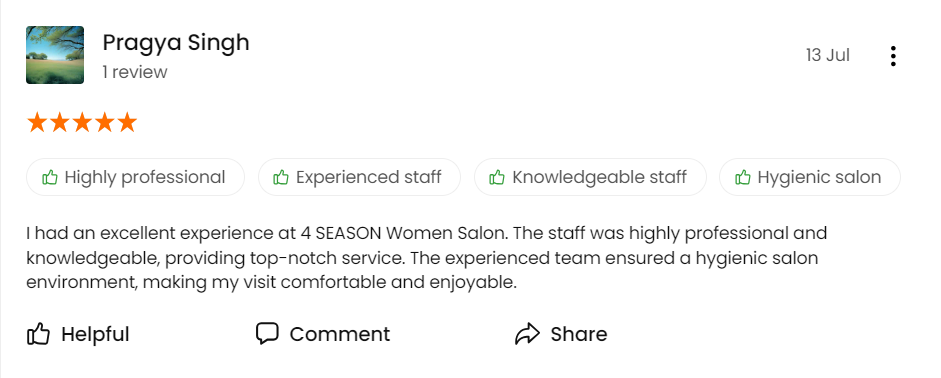 Pragya Singh
1 review
13 Jul
Highly professional
Experienced staff
Knowledgeable staff
Hygienic salon
I had an excellent experience at 4 SEASON Women Salon. The staff was highly professional and
knowledgeable, providing top-notch service. The experienced team ensured a hygienic salon
environment, making my visit comfortable and enjoyable.
Helpful
Comment
Share